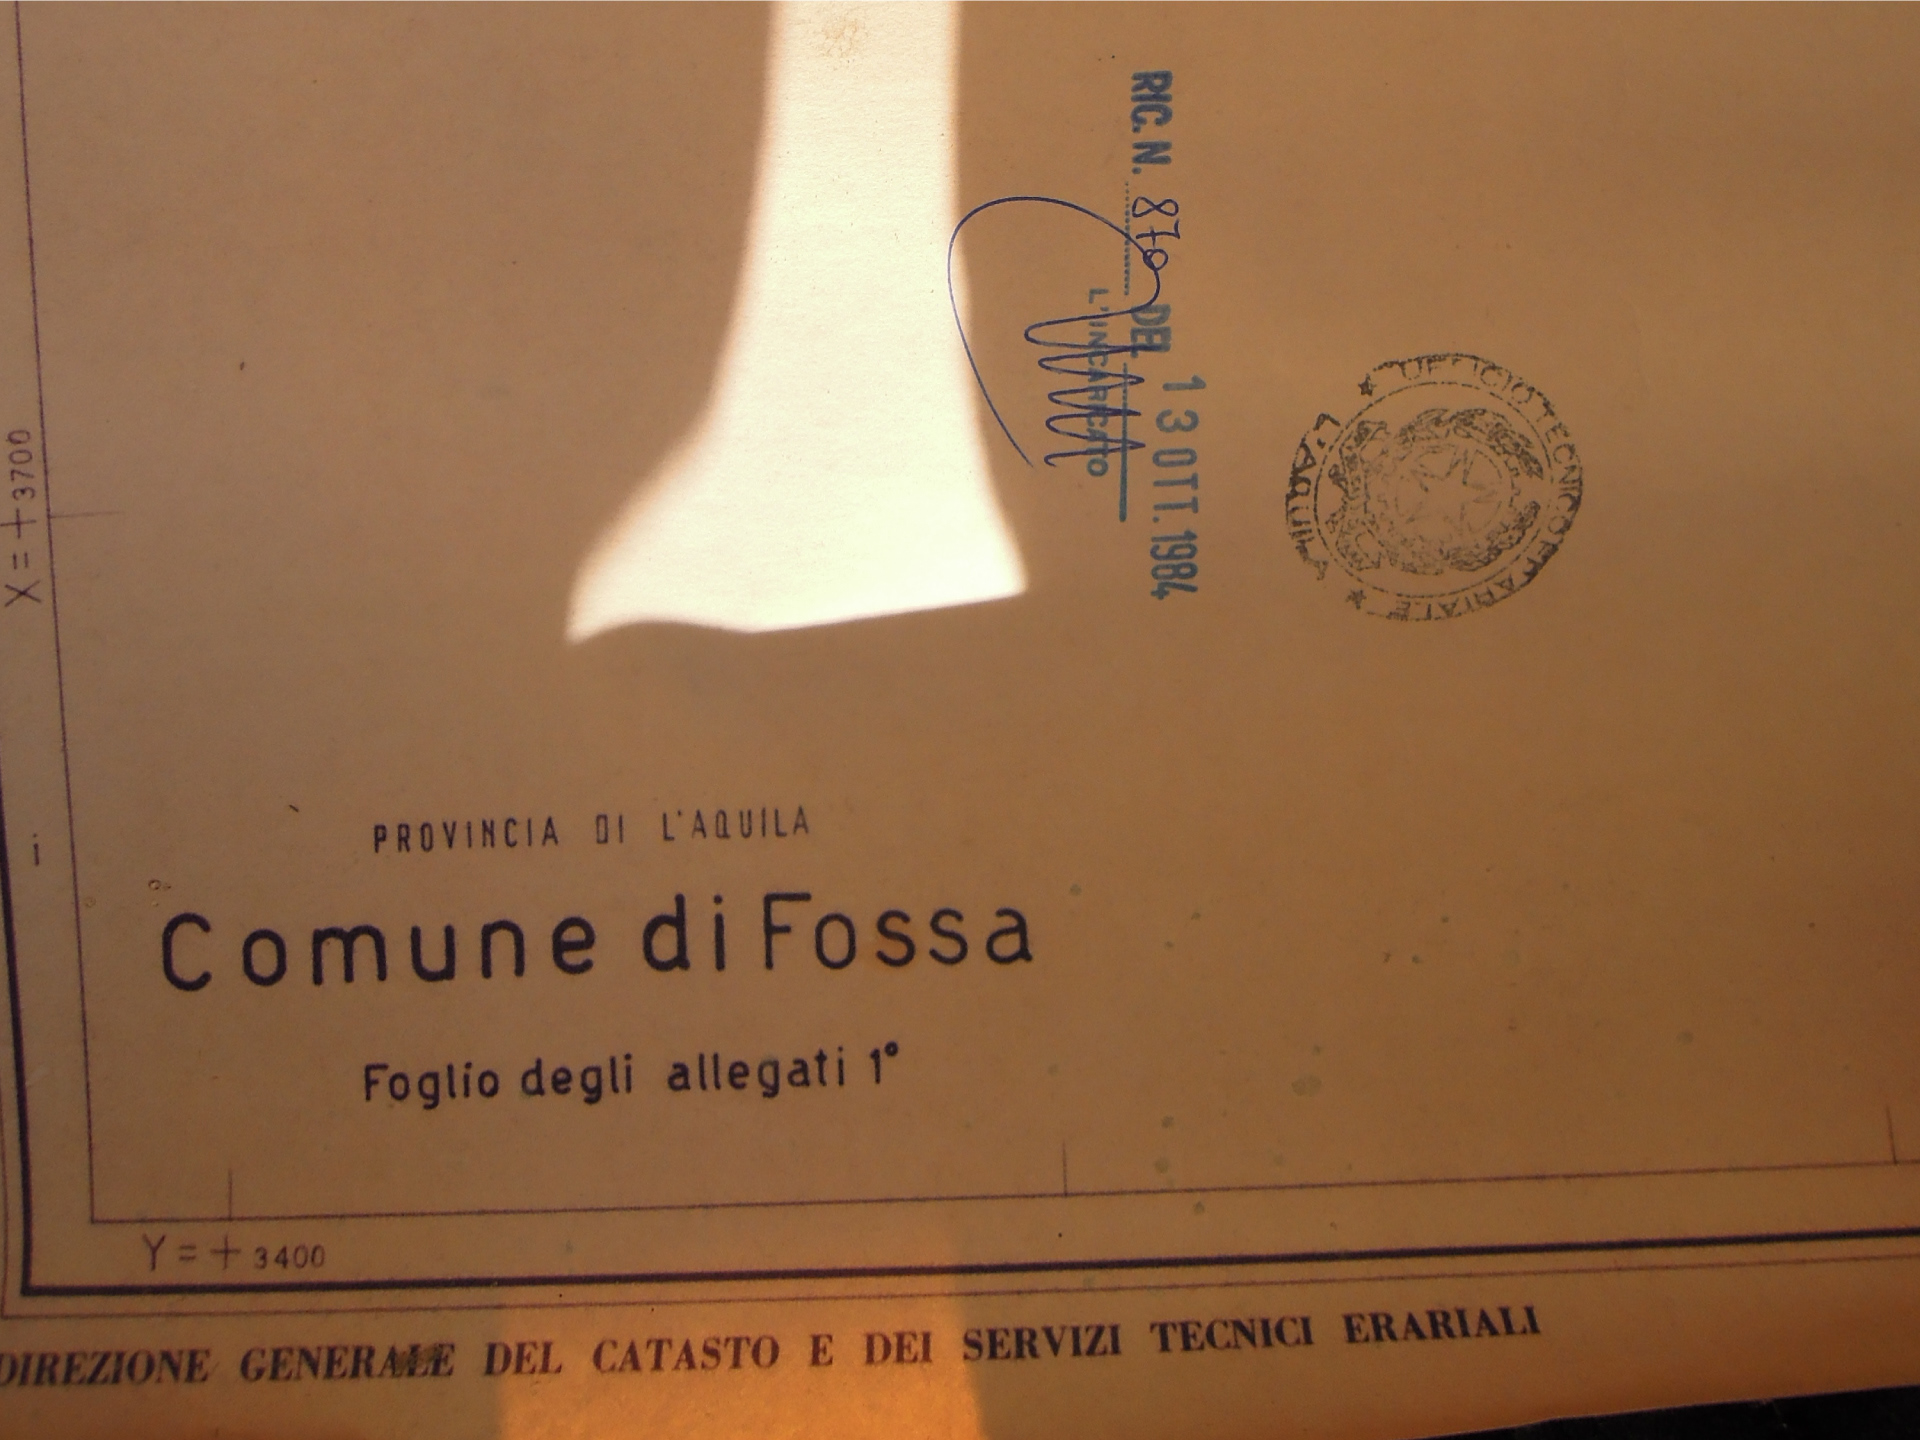 RIC. N. 870 DEL 13 OTT. 1984
L'INCARICATO
UFFICIO TECNICO ERARIALE
L'AQUILA
X = + 3700
i
PROVINCIA DI L'AQUILA
Comune di Fossa
Foglio degli allegati 1°
Y = + 3400
DIREZIONE GENERALE DEL CATASTO E DEI SERVIZI TECNICI ERARIALI